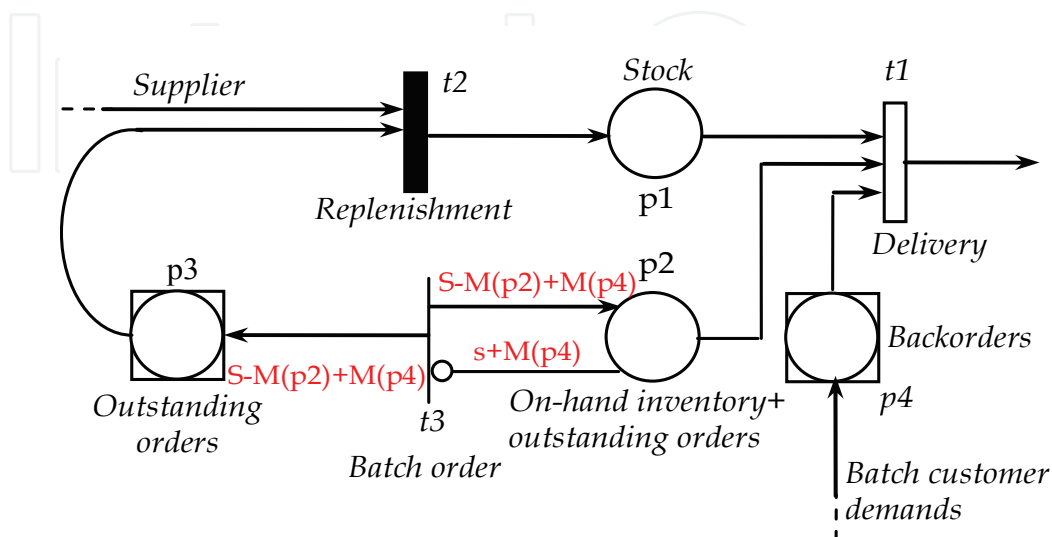 Supplier
t2
Stock
t1
Replenishment
p1
Delivery
p3
p2
S-M(p2)+M(p4)
s+M(p4)
S-M(p2)+M(p4)
Backorders
Outstanding
orders
t3
On-hand inventory+
outstanding orders
p4
Batch order
Batch customer
demands